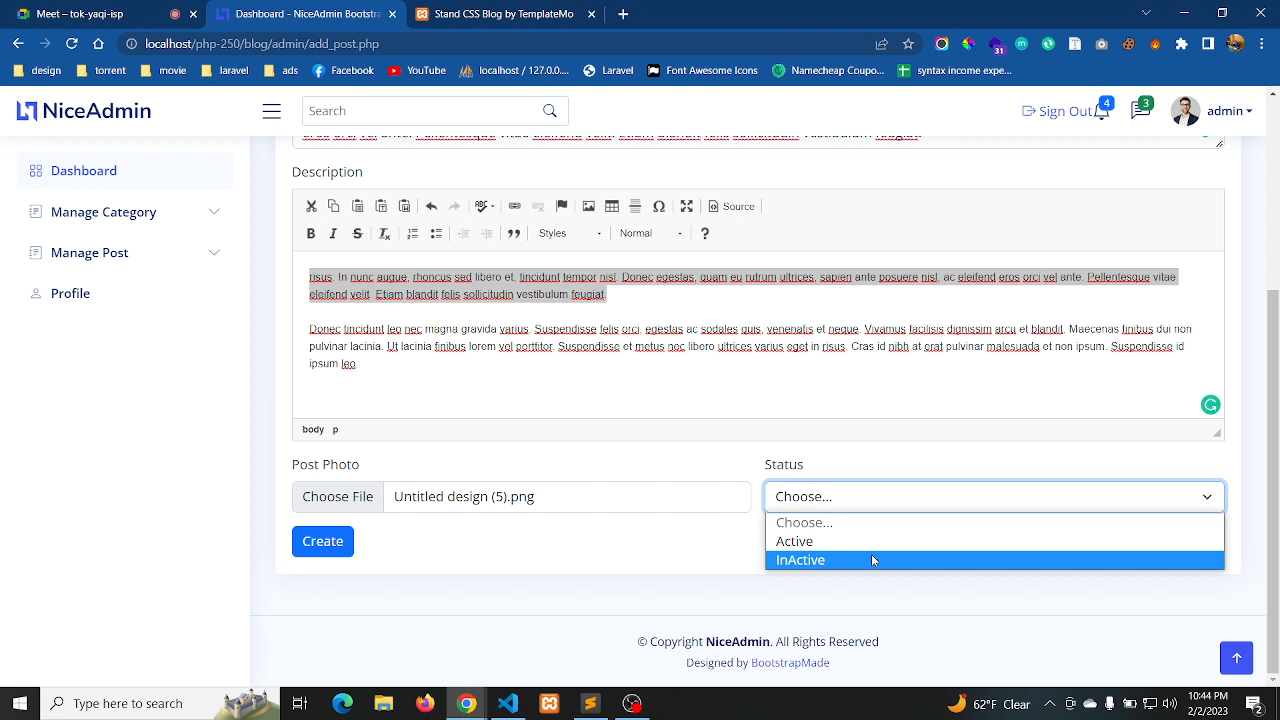 Meet - tok-yaqk-mzg
Dashboard - NiceAdmin Bootstra
Stand CSS Blog by TemplateMo
localhost/php-250/blog/admin/add_post.php
31
design
torrent
movie
laravel
ads
Facebook
YouTube
localhost / 127.0.0....
Laravel
Font Awesome Icons
Namecheap Coupo...
syntax income expe...
NiceAdmin
Search
Sign Out
4
3
admin
Dashboard
Manage Category
Manage Post
Profile
Description
Source
Styles
Normal
risus. In nunc augue, rhoncus sed libero et, tincidunt tempor nisl. Donec egestas, quam eu rutrum ultrices, sapien ante posuere nisl, ac eleifend eros orci vel ante. Pellentesque vitae
eleifend velit. Etiam blandit felis sollicitudin vestibulum feugiat.
Donec tincidunt leo nec magna gravida varius. Suspendisse felis orci, egestas ac sodales quis, venenatis et neque. Vivamus facilisis dignissim arcu et blandit. Maecenas finibus dui non
pulvinar lacinia. Ut lacinia finibus lorem vel porttitor. Suspendisse et metus nec libero ultrices varius eget in risus. Cras id nibh at erat pulvinar malesuada et non ipsum. Suspendisse id
ipsum leo
body p
Post Photo
Status
Choose File
Untitled design (5).png
Choose...
Choose...
Active
InActive
Create
© Copyright NiceAdmin. All Rights Reserved
Designed by BootstrapMade
Type here to search
62°F Clear
10:44 PM
2/2/2023
2